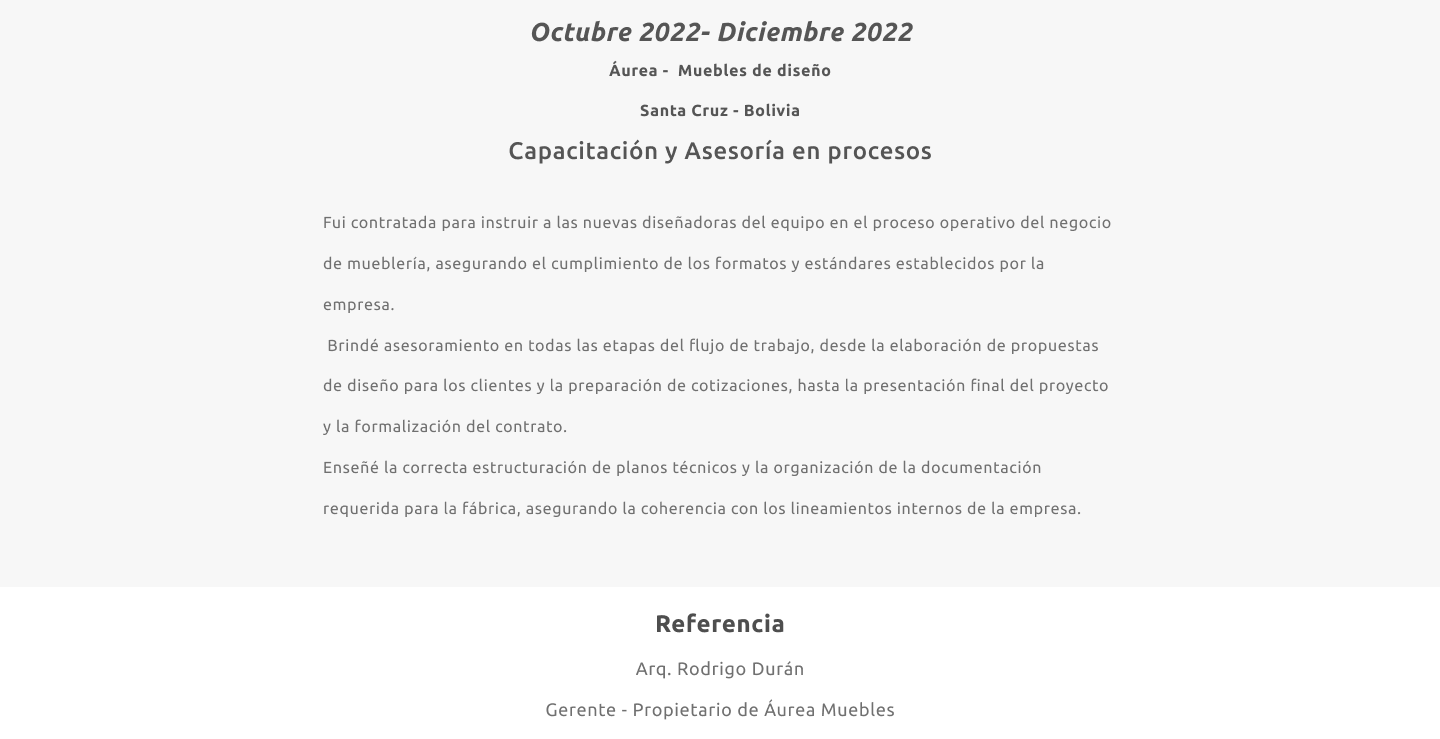 Octubre 2022- Diciembre 2022
Áurea -  Muebles de diseño
Santa Cruz - Bolivia
Capacitación y Asesoría en procesos
Fui contratada para instruir a las nuevas diseñadoras del equipo en el proceso operativo del negocio
de mueblería, asegurando el cumplimiento de los formatos y estándares establecidos por la
empresa.
Brindé asesoramiento en todas las etapas del flujo de trabajo, desde la elaboración de propuestas
de diseño para los clientes y la preparación de cotizaciones, hasta la presentación final del proyecto
y la formalización del contrato.
Enseñé la correcta estructuración de planos técnicos y la organización de la documentación
requerida para la fábrica, asegurando la coherencia con los lineamientos internos de la empresa.
Referencia
Arq. Rodrigo Durán
Gerente - Propietario de Áurea Muebles